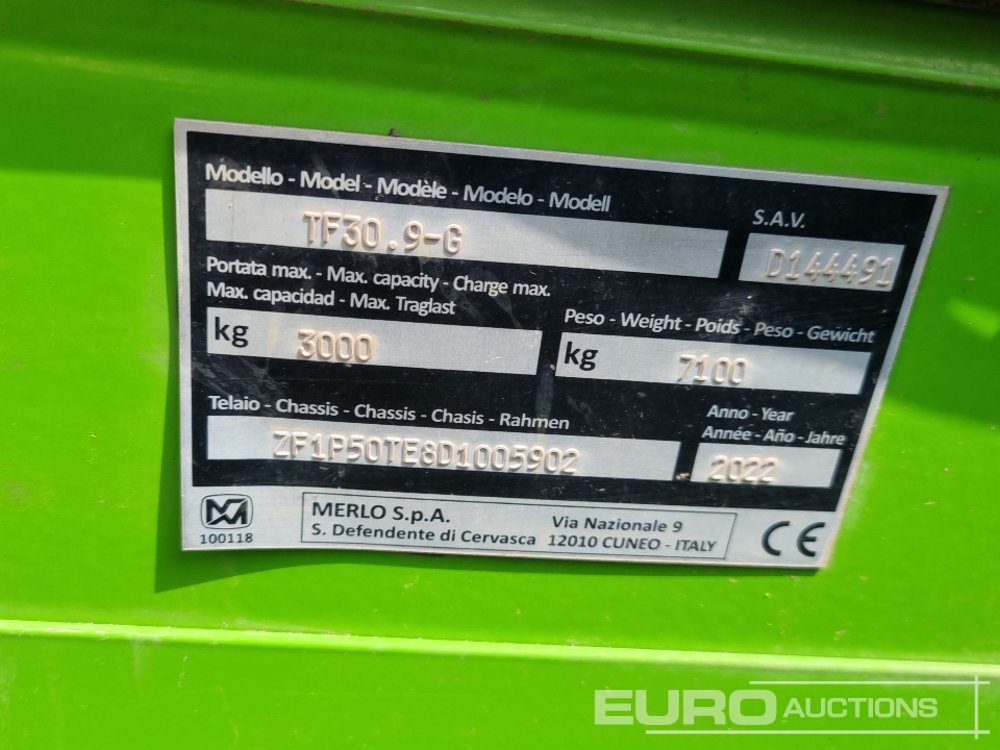 Modello - Model - Modèle - Modelo - Modell
TF30.9-G
S.A.V.
D144491
Portata max. - Max. capacity - Charge max.
Max. capacidad - Max. Traglast
kg 3000
Peso - Weight - Poids - Peso - Gewicht
kg 7100
Telaio - Chassis - Chassis - Chasis - Rahmen
ZF1P50TE8D1005902
Anno - Year
Année - Año - Jahre
2022
100118
MERLO S.p.A.
S. Defendente di Cervasca
Via Nazionale 9
12010 CUNEO - ITALY
CE
EURO AUCTIONS